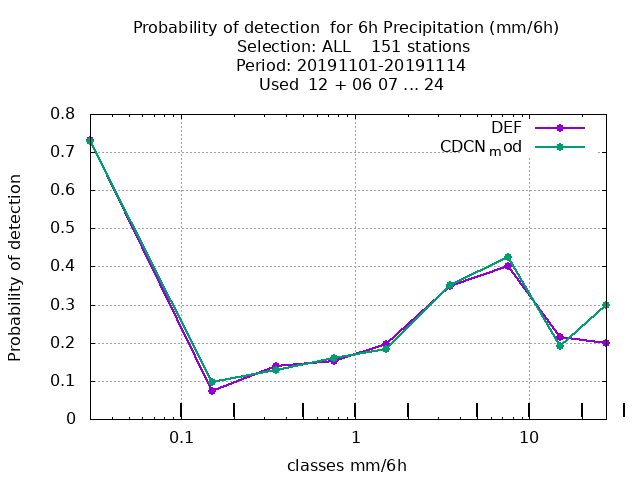 Probability of detection  for 6h Precipitation (mm/6h)
Selection: ALL    151 stations
Period: 20191101-20191114
Used  12 + 06 07 ... 24
DEF
CDCNmod
Probability of detection
0.8
0.7
0.6
0.5
0.4
0.3
0.2
0.1
0
0.1 1 10
classes mm/6h